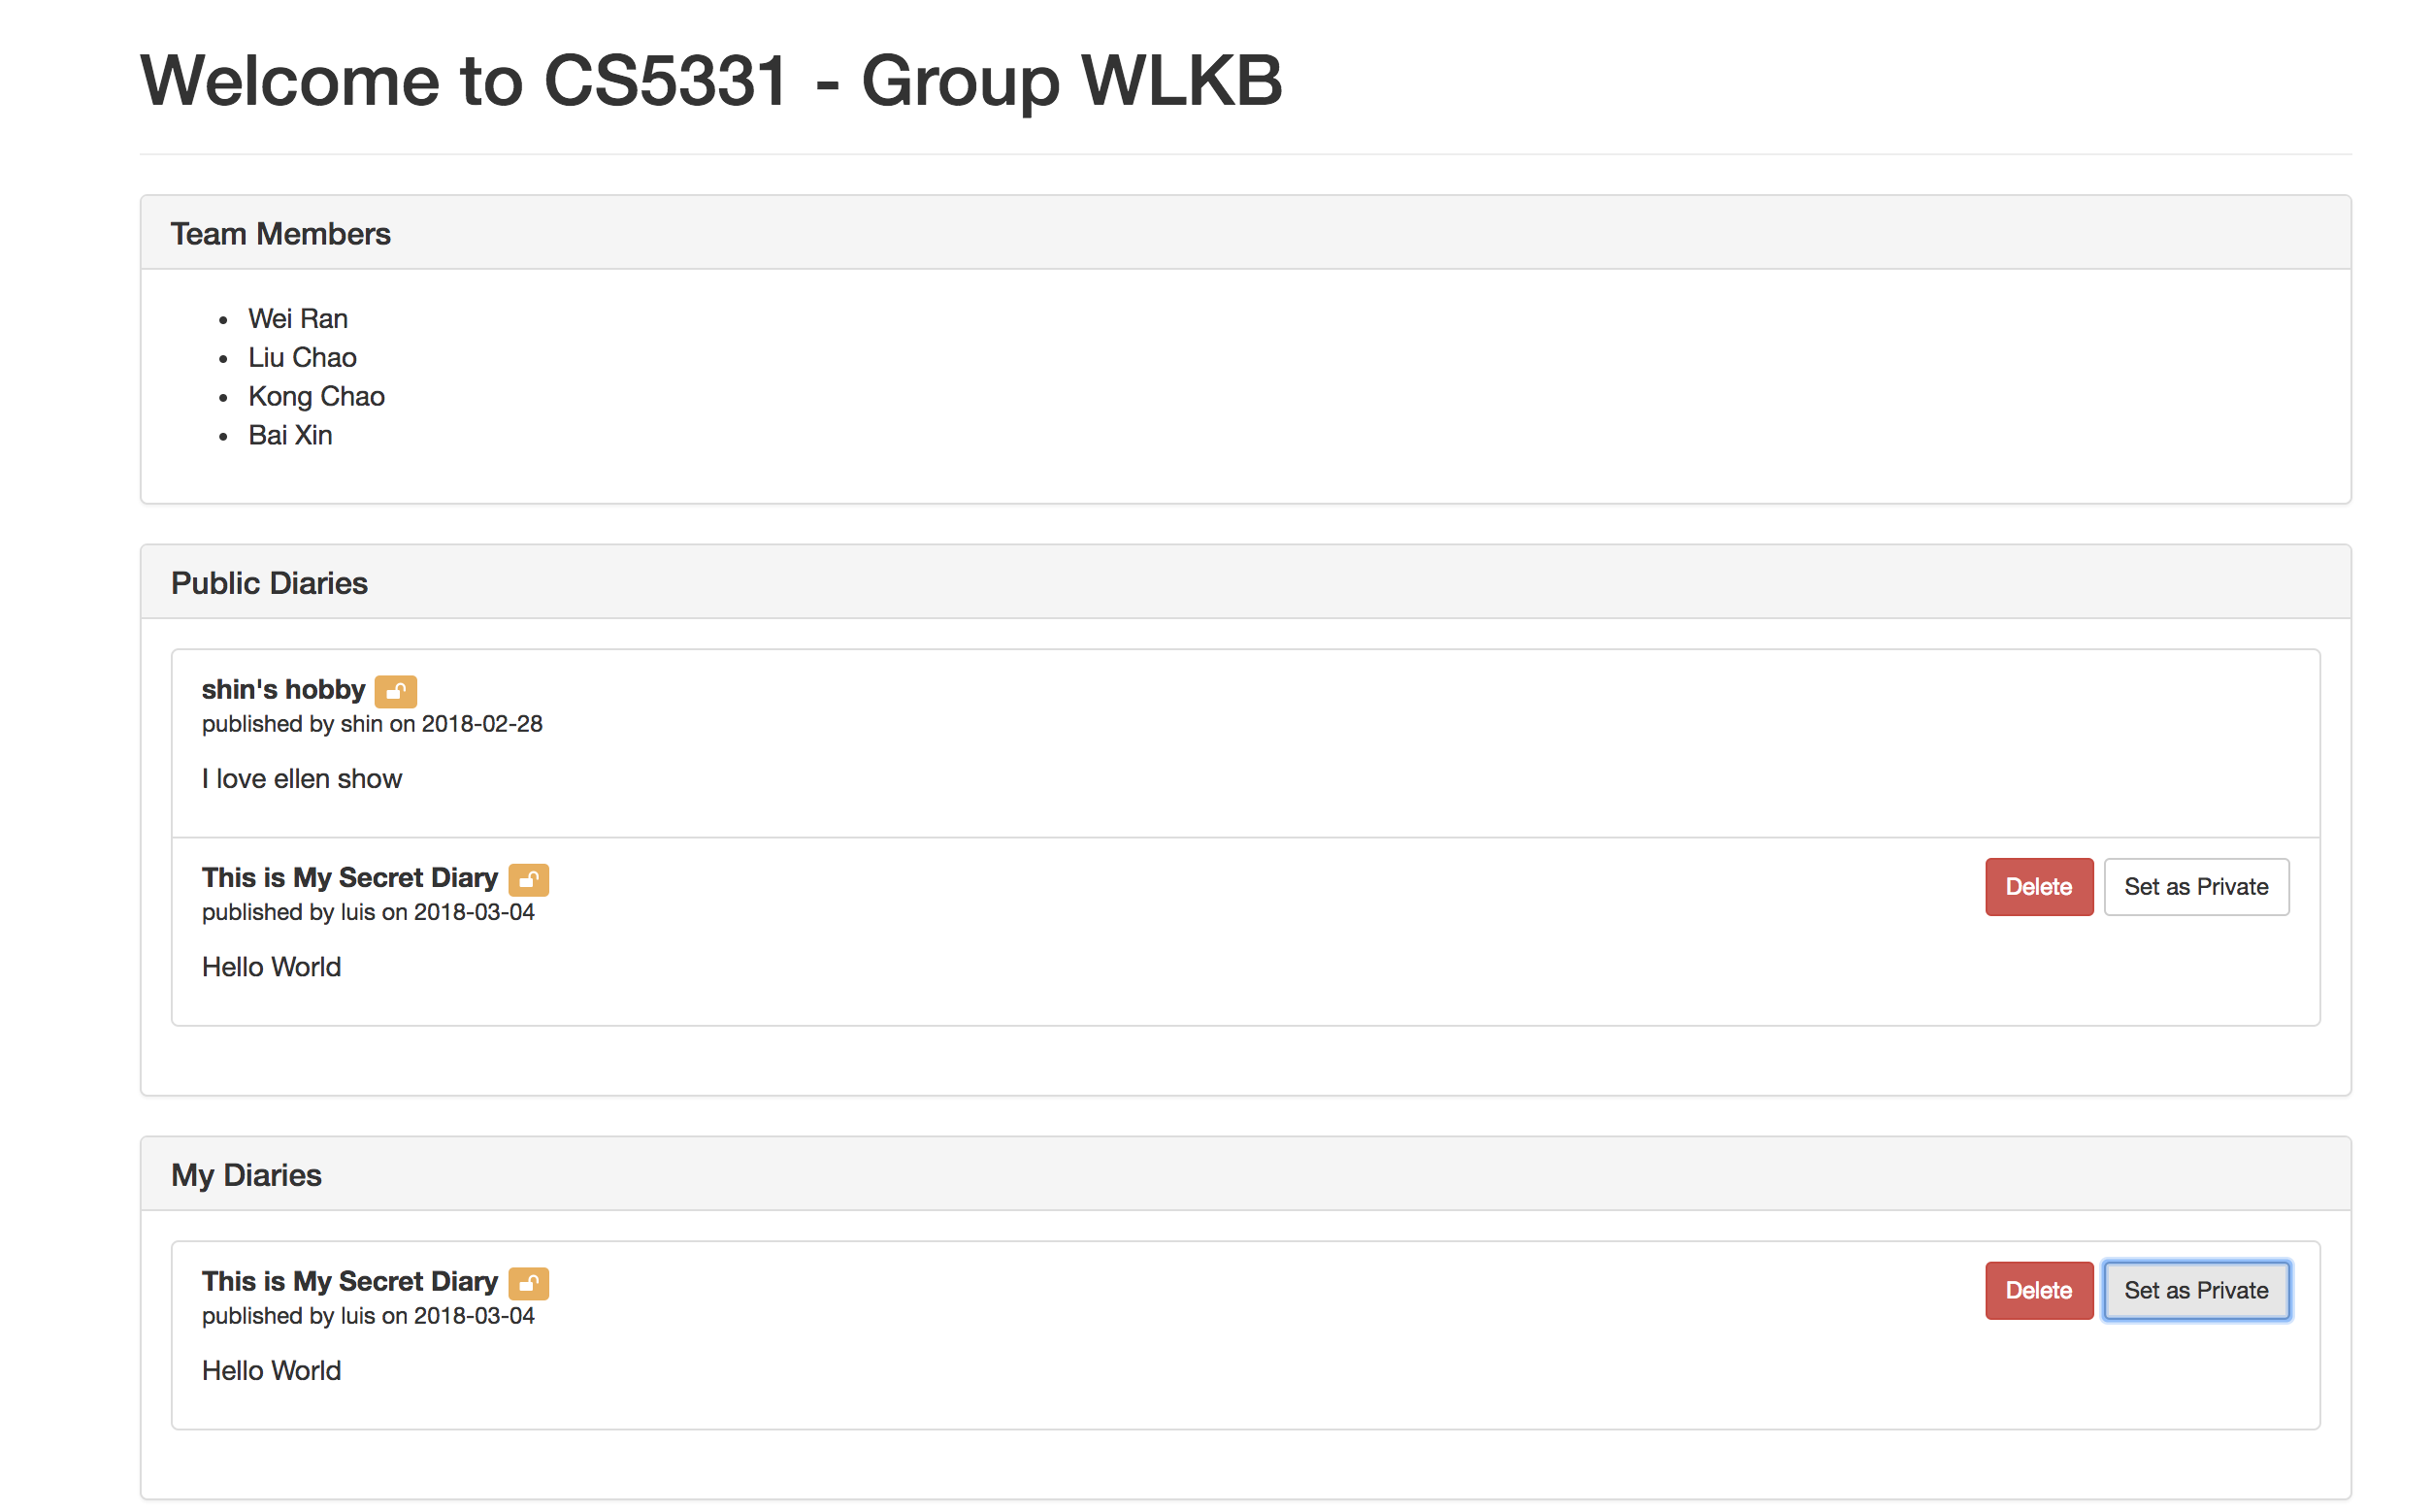 Welcome to CS5331 - Group WLKB
Team Members
Wei Ran
Liu Chao
Kong Chao
Bai Xin
Public Diaries
shin's hobby
published by shin on 2018-02-28
I love ellen show
This is My Secret Diary
Delete
Set as Private
published by luis on 2018-03-04
Hello World
My Diaries
This is My Secret Diary
Delete
Set as Private
published by luis on 2018-03-04
Hello World